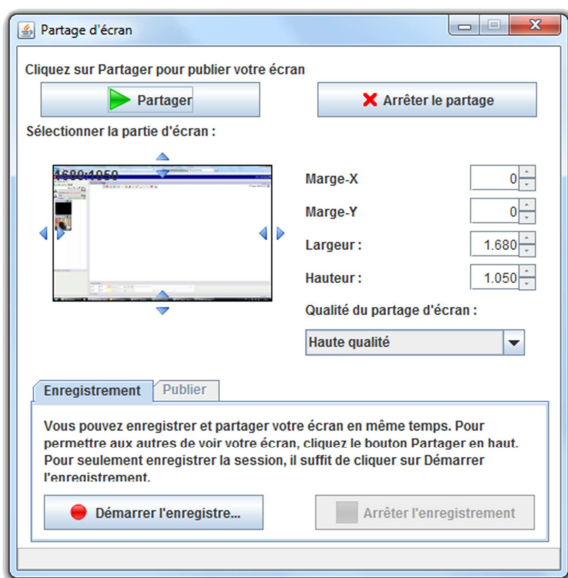 Partage d'écran
Cliquez sur Partager pour publier votre écran
Partager
Arrêter le partage
Sélectionner la partie d'écran :
1680:1050
Marge-X
0
Marge-Y
0
Largeur :
1.680
Hauteur :
1.050
Qualité du partage d'écran :
Haute qualité
Enregistrement
Publier
Vous pouvez enregistrer et partager votre écran en même temps. Pour
permettre aux autres de voir votre écran, cliquez le bouton Partager en haut.
Pour seulement enregistrer la session, il suffit de cliquer sur Démarrer
l'enregistrement.
Démarrer l'enregistre...
Arrêter l'enregistrement